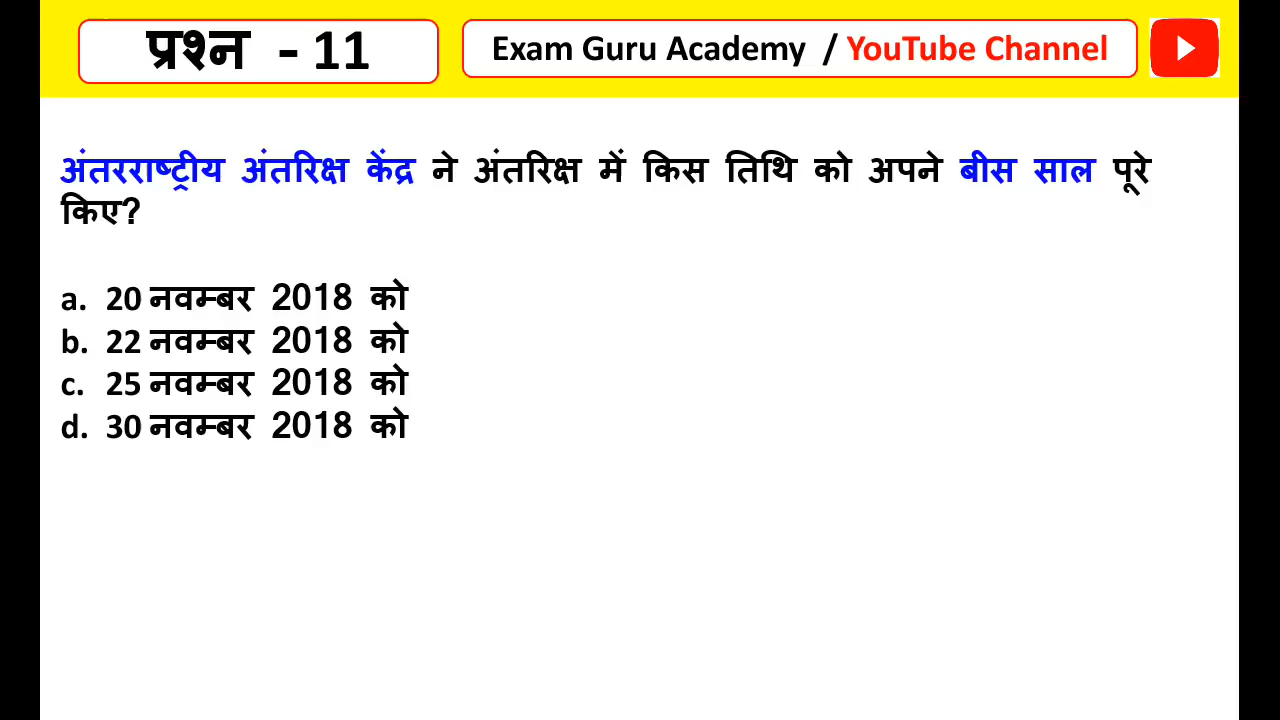 प्रश्न - 11
Exam Guru Academy / YouTube Channel
अंतरराष्ट्रीय अंतरिक्ष केंद्र ने अंतरिक्ष में किस तिथि को अपने बीस साल पूरे
किए?
a. 20 नवम्बर 2018 को
b. 22 नवम्बर 2018 को
c. 25 नवम्बर 2018 को
d. 30 नवम्बर 2018 को